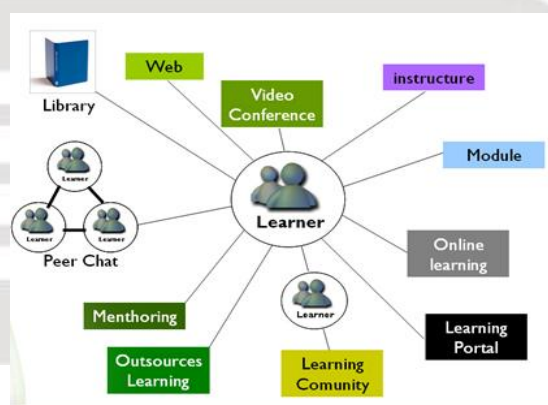 Library
Web
Video
Conference
instructure
Module
Learner
Learner
Learner
Learner
Peer Chat
Online
learning
Menthoring
Learner
Learning
Portal
Outsources
Learning
Learning
Comunity